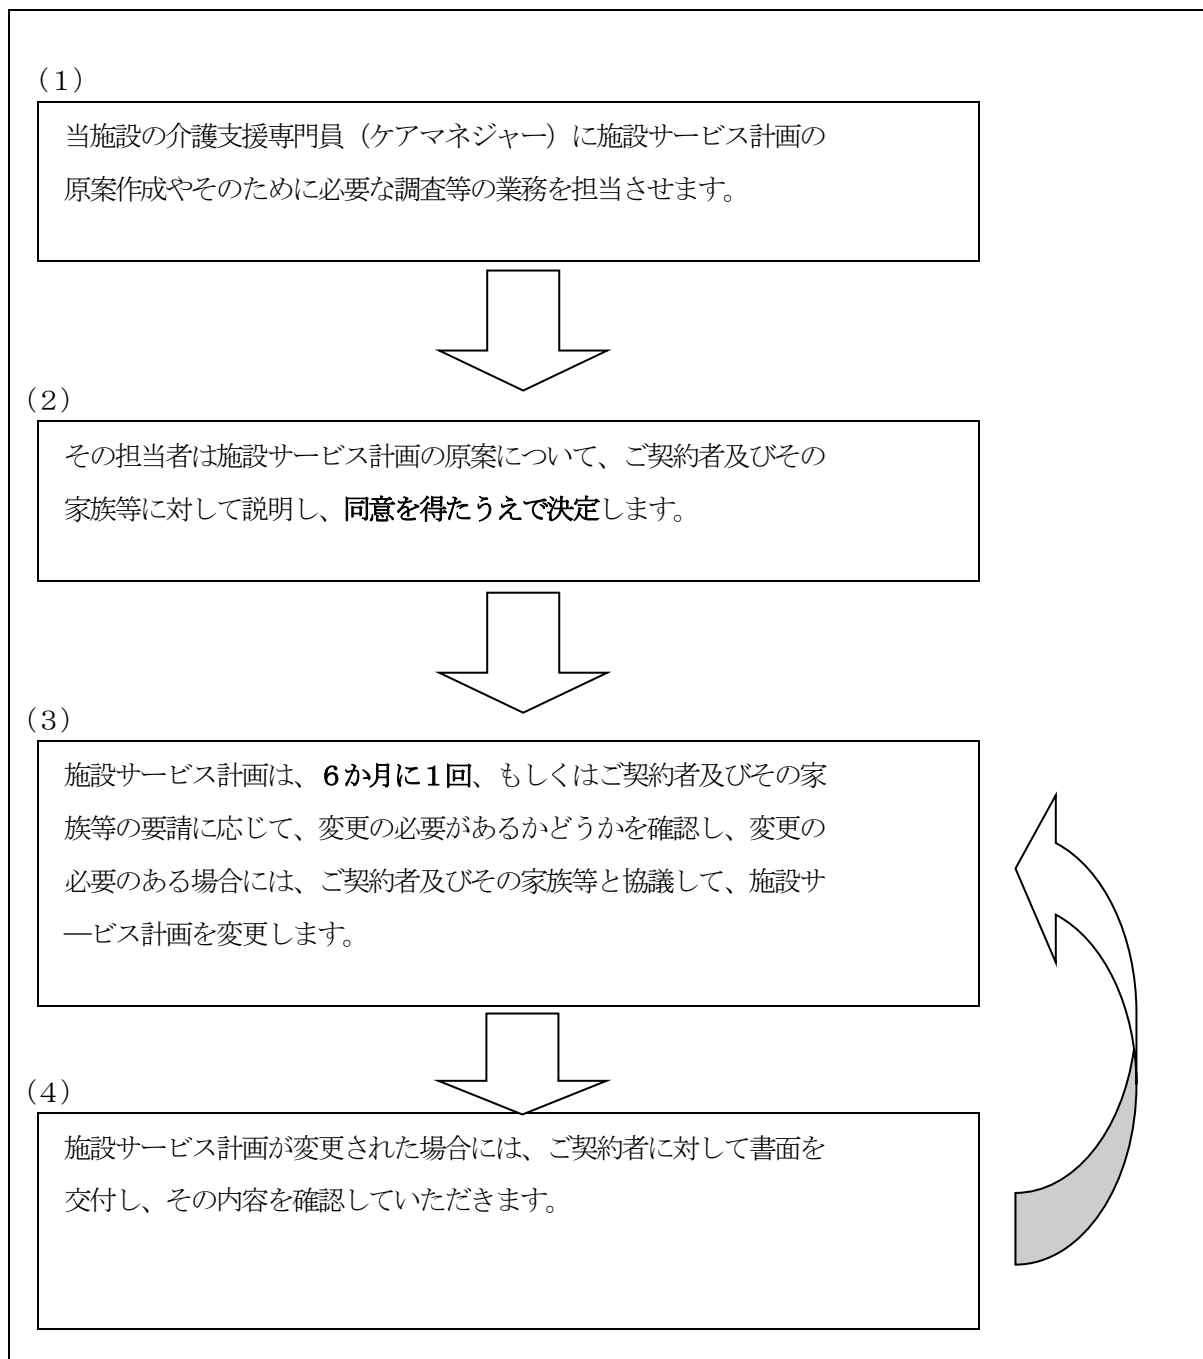 （１）
当施設の介護支援専門員（ケアマネジャー）に施設サービス計画の
原案作成やそのために必要な調査等の業務を担当させます。
（２）
その担当者は施設サービス計画の原案について、ご契約者及びその
家族等に対して説明し、同意を得たうえで決定します。
（３）
施設サービス計画は、６か月に１回、もしくはご契約者及びその家
族等の要請に応じて、変更の必要があるかどうかを確認し、変更の
必要のある場合には、ご契約者及びその家族等と協議して、施設サ
―ビス計画を変更します。
（４）
施設サービス計画が変更された場合には、ご契約者に対して書面を
交付し、その内容を確認していただきます。